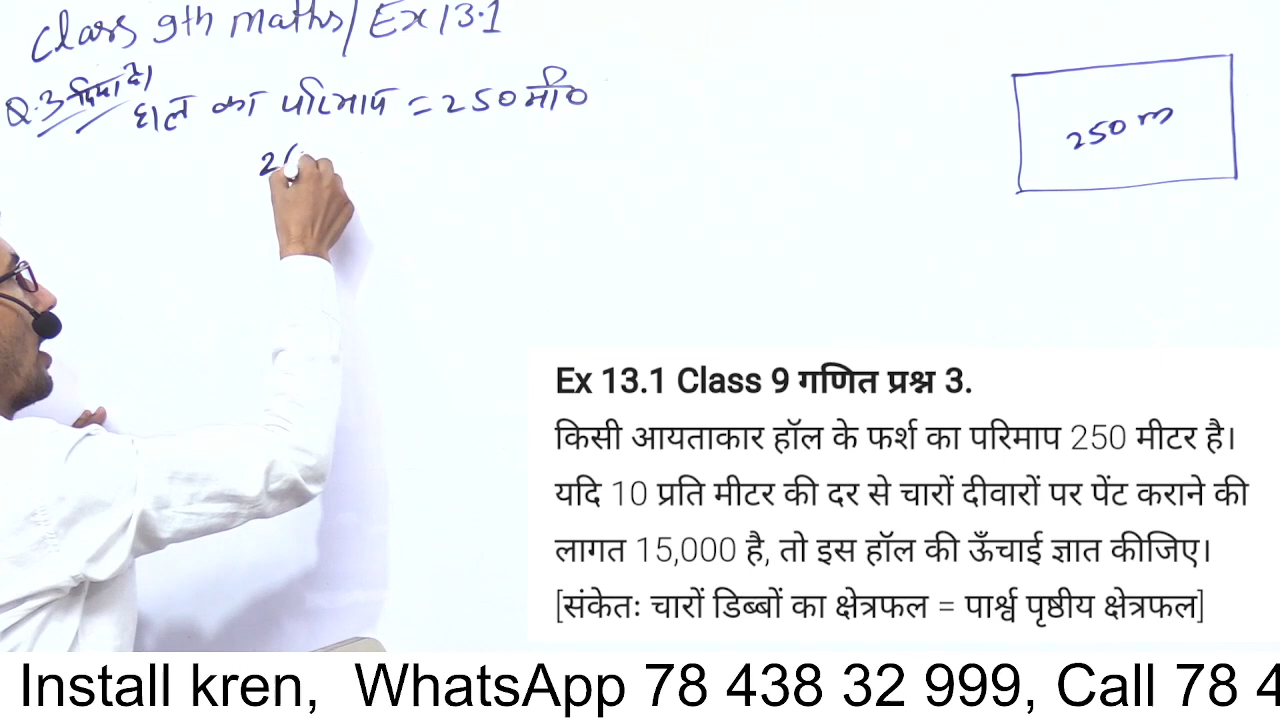 Class 9th maths/Ex 13.1
Q.3 दिया है।
हाल का परिमाप = 250 मी०
2(
250 m
Ex 13.1 Class 9 गणित प्रश्न 3.
किसी आयताकार हॉल के फर्श का परिमाप 250 मीटर है।
यदि 10 प्रति मीटर की दर से चारों दीवारों पर पेंट कराने की
लागत 15,000 है, तो इस हॉल की ऊँचाई ज्ञात कीजिए।
[संकेतः चारों डिब्बों का क्षेत्रफल = पार्श्व पृष्ठीय क्षेत्रफल]
Install kren, WhatsApp 78 438 32 999, Call 78 4